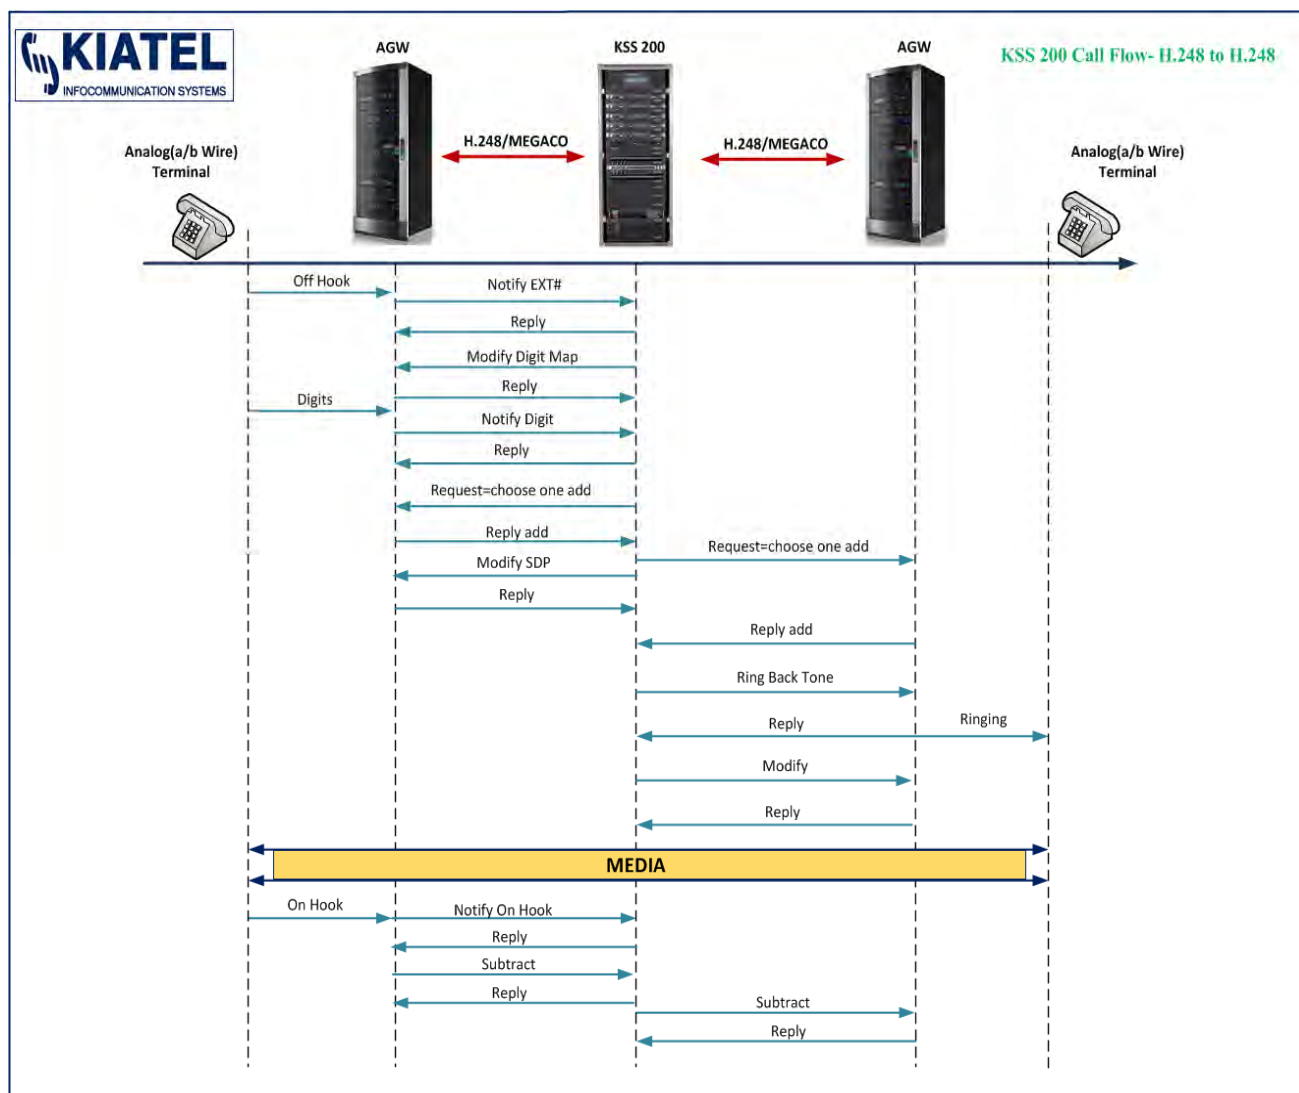 KIATEL
INFOCOMMUNICATION SYSTEMS
AGW
KSS 200
AGW
KSS 200 Call Flow- H.248 to H.248
H.248/MEGACO
H.248/MEGACO
Analog(a/b Wire)
Terminal
Analog(a/b Wire)
Terminal
Off Hook
Notify EXT#
Reply
Modify Digit Map
Reply
Digits
Notify Digit
Reply
Request=choose one add
Reply add
Request=choose one add
Modify SDP
Reply
Reply add
Ring Back Tone
Reply
Ringing
Modify
Reply
MEDIA
On Hook
Notify On Hook
Reply
Subtract
Reply
Subtract
Reply